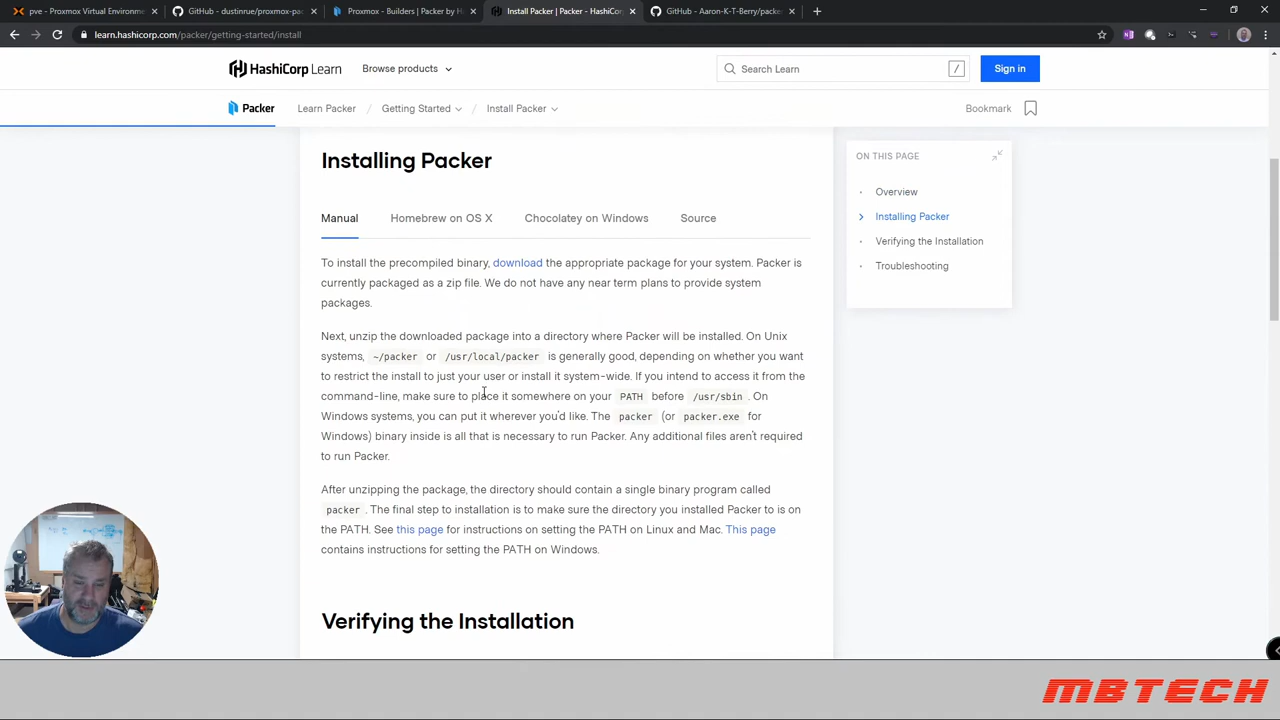 pve - Proxmox Virtual Environme
GitHub - dustinrue/proxmox-pac
Proxmox - Builders | Packer by H
Install Packer | Packer - HashiCor
GitHub - Aaron-K-T-Berry/packer
learn.hashicorp.com/packer/getting-started/install
HashiCorp Learn
Browse products
Search Learn
/
Sign in
Packer
Learn Packer / Getting Started / Install Packer
Bookmark
Installing Packer
Manual Homebrew on OS X Chocolatey on Windows Source
To install the precompiled binary, download the appropriate package for your system. Packer is
currently packaged as a zip file. We do not have any near term plans to provide system
packages.
Next, unzip the downloaded package into a directory where Packer will be installed. On Unix
systems, ~/packer or /usr/local/packer is generally good, depending on whether you want
to restrict the install to just your user or install it system-wide. If you intend to access it from the
command-line, make sure to place it somewhere on your PATH before /usr/sbin . On
Windows systems, you can put it wherever you'd like. The packer (or packer.exe for
Windows) binary inside is all that is necessary to run Packer. Any additional files aren't required
to run Packer.
After unzipping the package, the directory should contain a single binary program called
packer . The final step to installation is to make sure the directory you installed Packer to is on
the PATH. See this page for instructions on setting the PATH on Linux and Mac. This page
contains instructions for setting the PATH on Windows.
Verifying the Installation
ON THIS PAGE
Overview
Installing Packer
Verifying the Installation
Troubleshooting
MBTECH